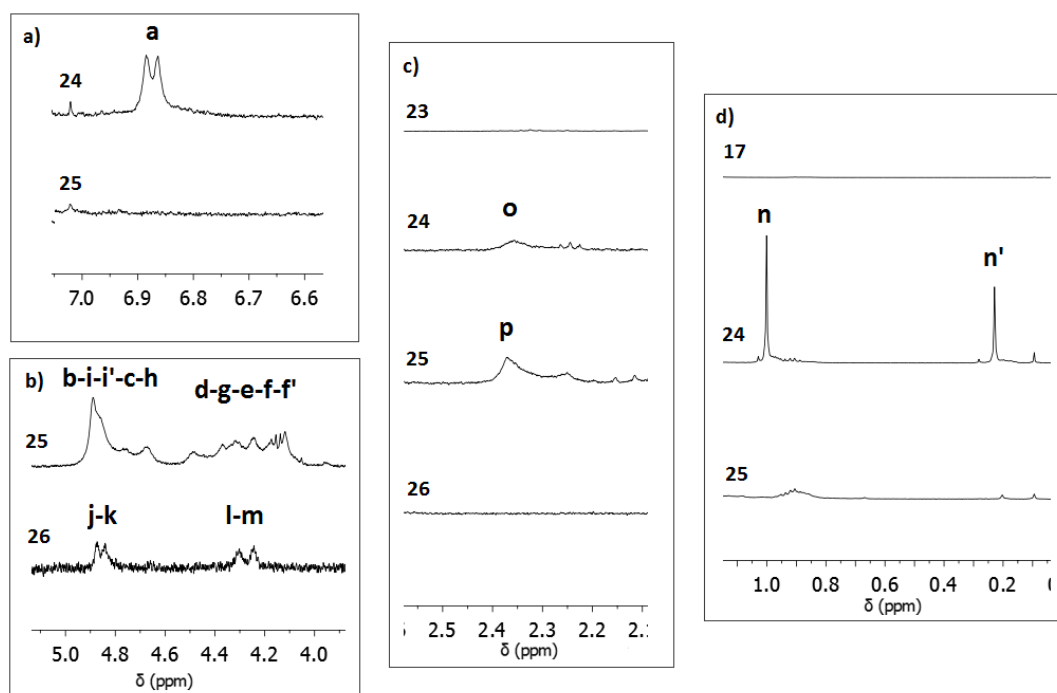 a)
a
24
25
7.0 6.9 6.8 6.7 6.6
δ (ppm)
b)
b-i-i'-c-h
d-g-e-f-f'
25
j-k
l-m
26
5.0 4.8 4.6 4.4 4.2 4.0
δ (ppm)
c)
23
o
24
p
25
26
2.5 2.4 2.3 2.2
δ (ppm)
d)
17
n
n'
24
25
1.0 0.8 0.6 0.4 0.2
δ (ppm)